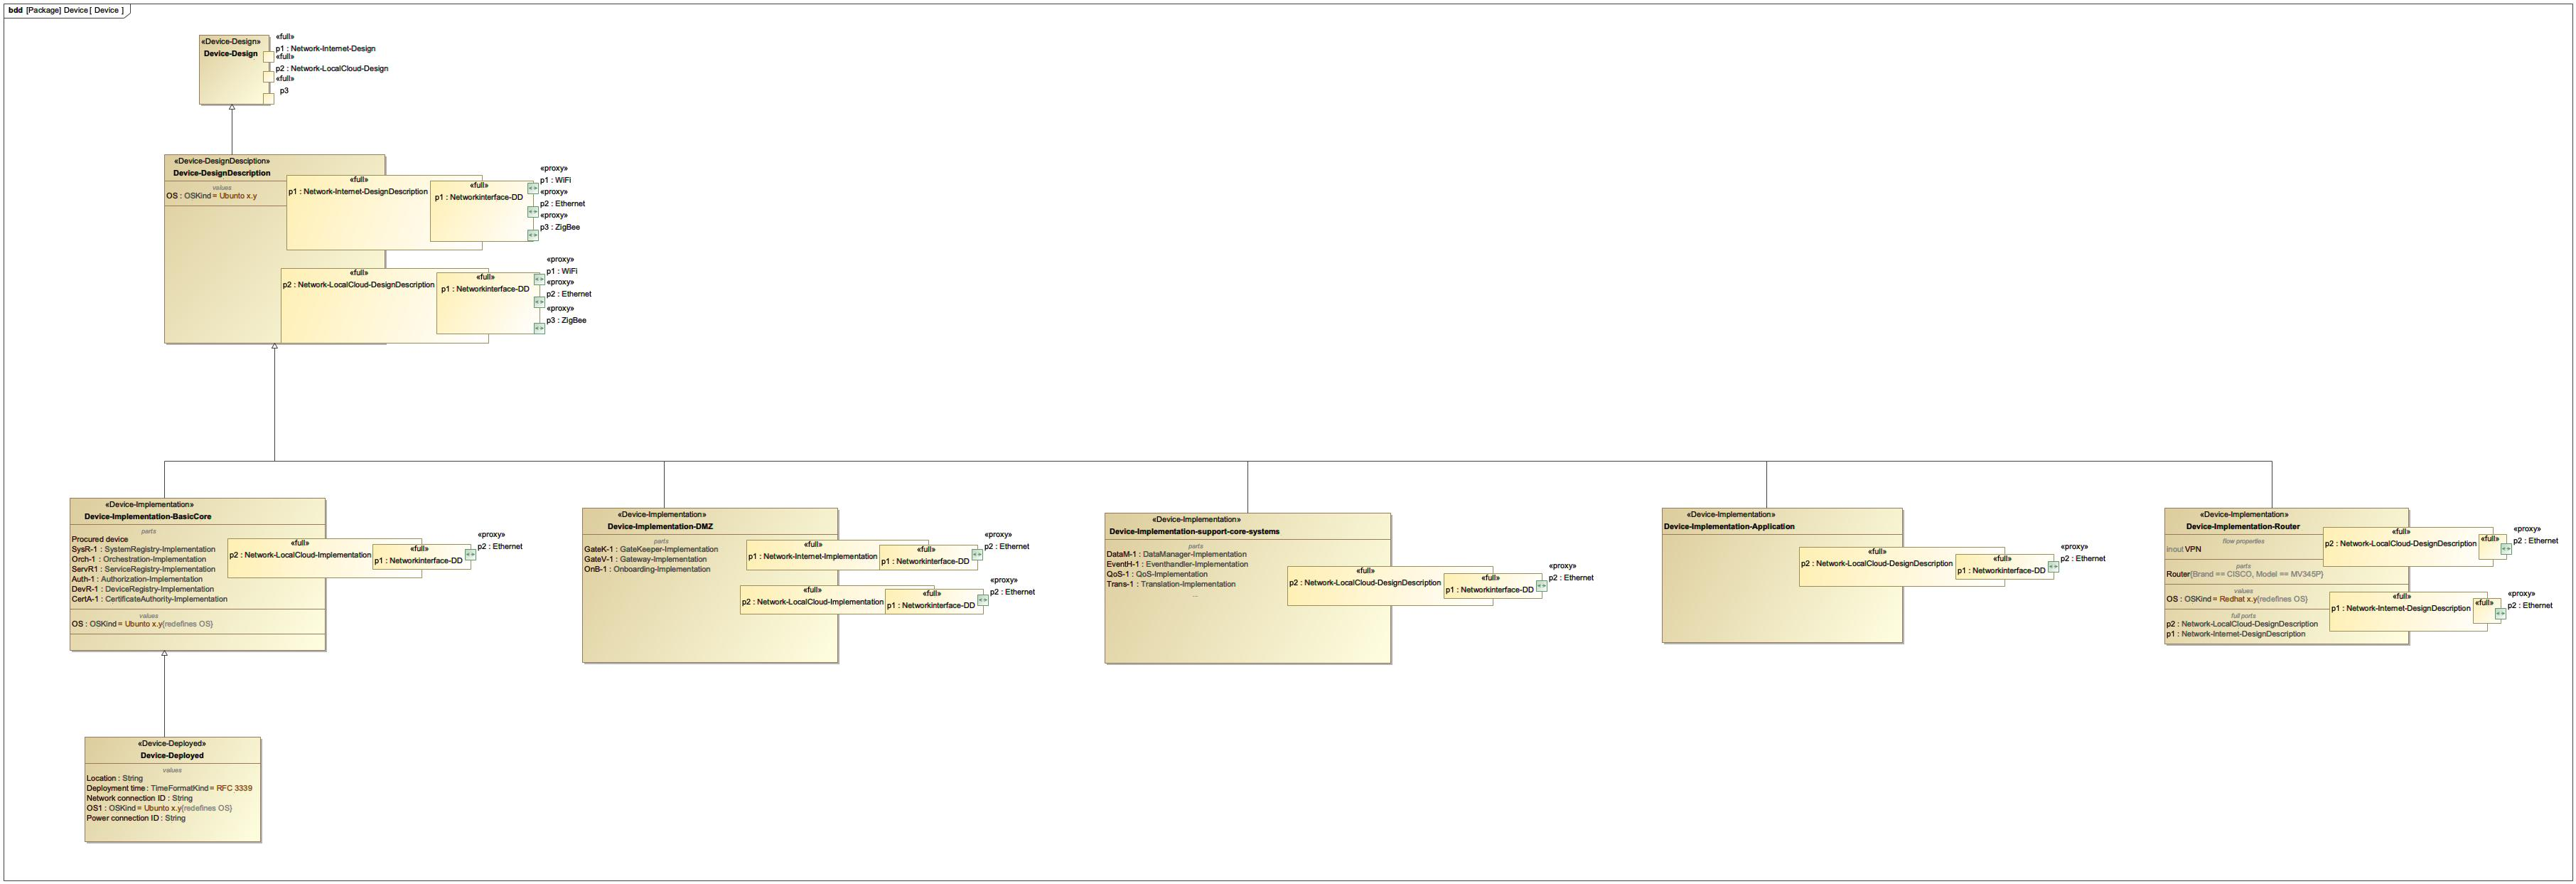 bdd [Package] Device [ Device ]
«Device-Design»
Device-Design
«full»
p1 : Network-Internet-Design
«full»
p2 : Network-LocalCloud-Design
«full»
p3
«Device-DesignDesciption»
Device-DesignDescription
values
OS : OSKind = Ubunto x.y
«full»
p1 : Network-Internet-DesignDescription
«full»
p1 : Networkinterface-DD
«proxy»
p1 : WiFi
«proxy»
p2 : Ethernet
«proxy»
p3 : ZigBee
«full»
p2 : Network-LocalCloud-DesignDescription
«full»
p1 : Networkinterface-DD
«proxy»
p1 : WiFi
«proxy»
p2 : Ethernet
«proxy»
p3 : ZigBee
«Device-Implementation»
Device-Implementation-BasicCore
parts
Procured device
SysR-1 : SystemRegistry-Implementation
Orch-1 : Orchestration-Implementation
ServR1 : ServiceRegistry-Implementation
Auth-1 : Authorization-Implementation
DevR-1 : DeviceRegistry-Implementation
CertA-1 : CertificateAuthority-Implementation
values
OS : OSKind = Ubunto x.y{redefines OS}
«full»
p2 : Network-LocalCloud-Implementation
«full»
p1 : Networkinterface-DD
«proxy»
p2 : Ethernet
«Device-Implementation»
Device-Implementation-DMZ
parts
GateK-1 : GateKeeper-Implementation
GateV-1 : Gateway-Implementation
OnB-1 : Onboarding-Implementation
«full»
p1 : Network-Internet-Implementation
«full»
p1 : Networkinterface-DD
«proxy»
p2 : Ethernet
«full»
p2 : Network-LocalCloud-Implementation
«full»
p1 : Networkinterface-DD
«proxy»
p2 : Ethernet
«Device-Implementation»
Device-Implementation-support-core-systems
parts
DataM-1 : DataManager-Implementation
EventH-1 : Eventhandler-Implementation
QoS-1 : QoS-Implementation
Trans-1 : Translation-Implementation
...
«full»
p2 : Network-LocalCloud-DesignDescription
«full»
p1 : Networkinterface-DD
«proxy»
p2 : Ethernet
«Device-Implementation»
Device-Implementation-Application
«full»
p2 : Network-LocalCloud-DesignDescription
«full»
p1 : Networkinterface-DD
«proxy»
p2 : Ethernet
«Device-Implementation»
Device-Implementation-Router
flow properties
inout VPN
parts
Router{Brand == CISCO, Model == MV345P}
values
OS : OSKind = Redhat x.y{redefines OS}
full ports
p2 : Network-LocalCloud-DesignDescription
p1 : Network-Internet-DesignDescription
«full»
p2 : Network-LocalCloud-DesignDescription
«full»
«proxy»
p2 : Ethernet
«full»
p1 : Network-Internet-DesignDescription
«full»
«proxy»
p2 : Ethernet
«Device-Deployed»
Device-Deployed
values
Location : String
Deployment time : TimeFormatKind = RFC 3339
Network connection ID : String
OS1 : OSKind = Ubunto x.y{redefines OS}
Power connection ID : String